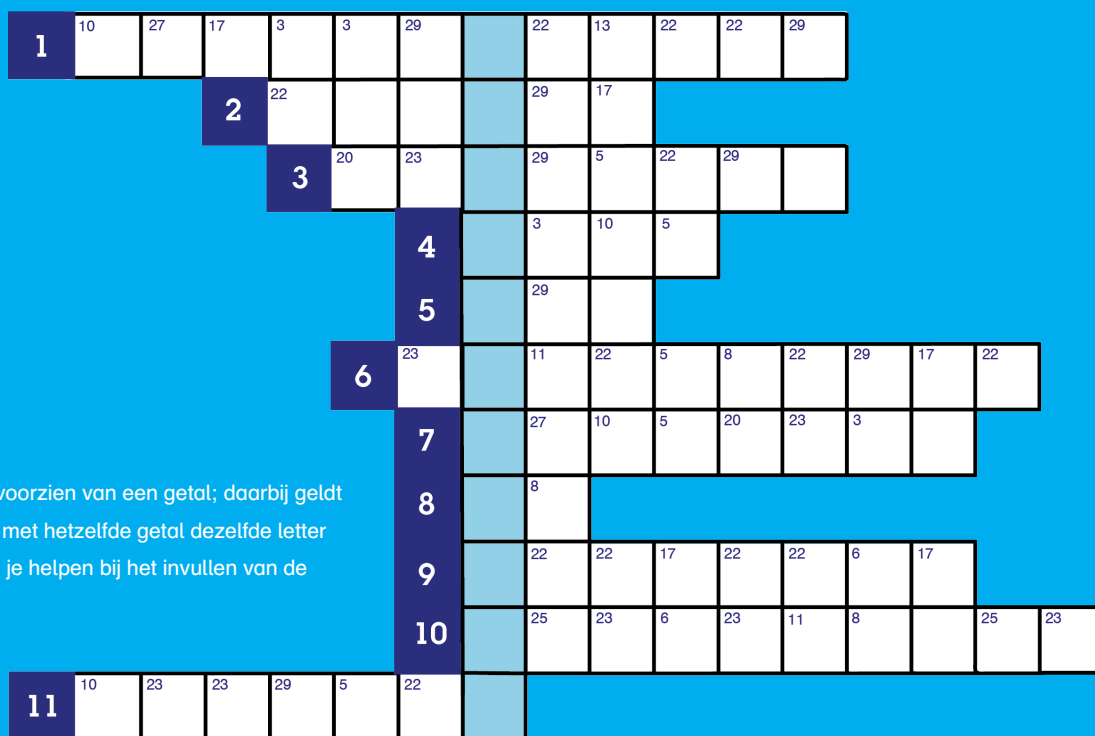 1 10 27 17 3 3 29 22 13 22 22 29
2 22 29 17
3 20 23 29 5 22 29
4 3 10 5
5 29
6 23 11 22 5 8 22 29 17 22
7 27 10 5 20 23 3
voorzien van een getal; daarbij geldt
8 8
met hetzelfde getal dezelfde letter
9 22 22 17 22 22 6 17
je helpen bij het invullen van de
10 25 23 6 23 11 8 25 23
11 10 23 23 29 5 22